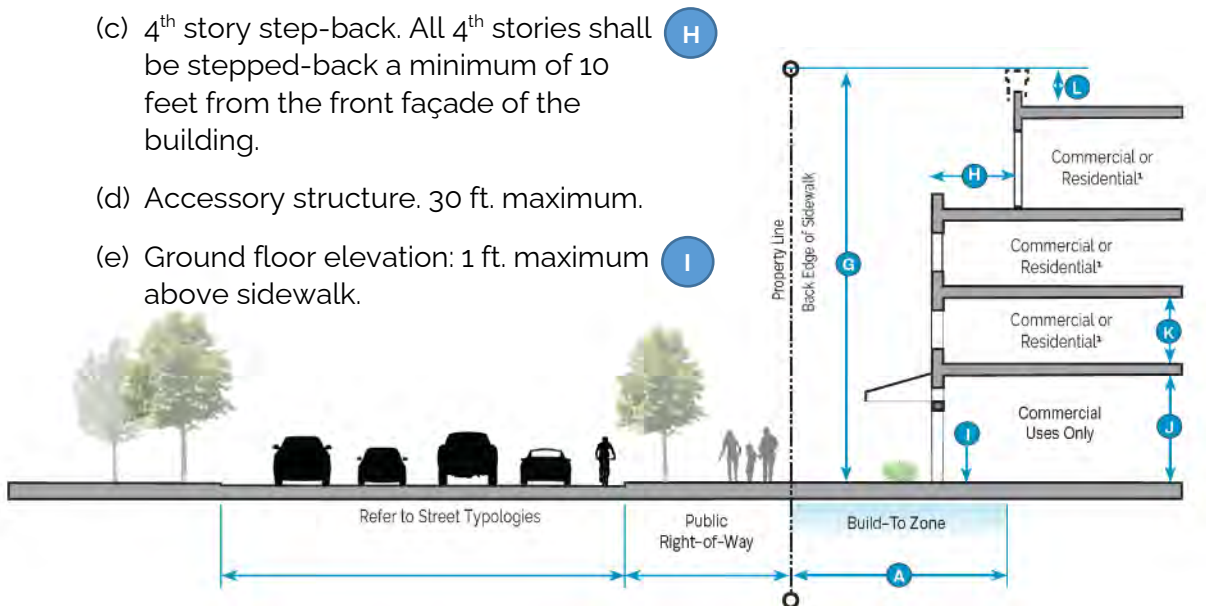 (c) 4th story step-back. All 4th stories shall
H
be stepped-back a minimum of 10
feet from the front façade of the
building.
(d) Accessory structure. 30 ft. maximum.
(e) Ground floor elevation: 1 ft. maximum
I
above sidewalk.
L
Commercial or
Residential¹
H
Property Line
Back Edge of Sidewalk
G
Commercial or
Residential¹
Commercial or
Residential¹
K
Commercial
Uses Only
I
J
Refer to Street Typologies
Public
Right-of-Way
Build-To Zone
A